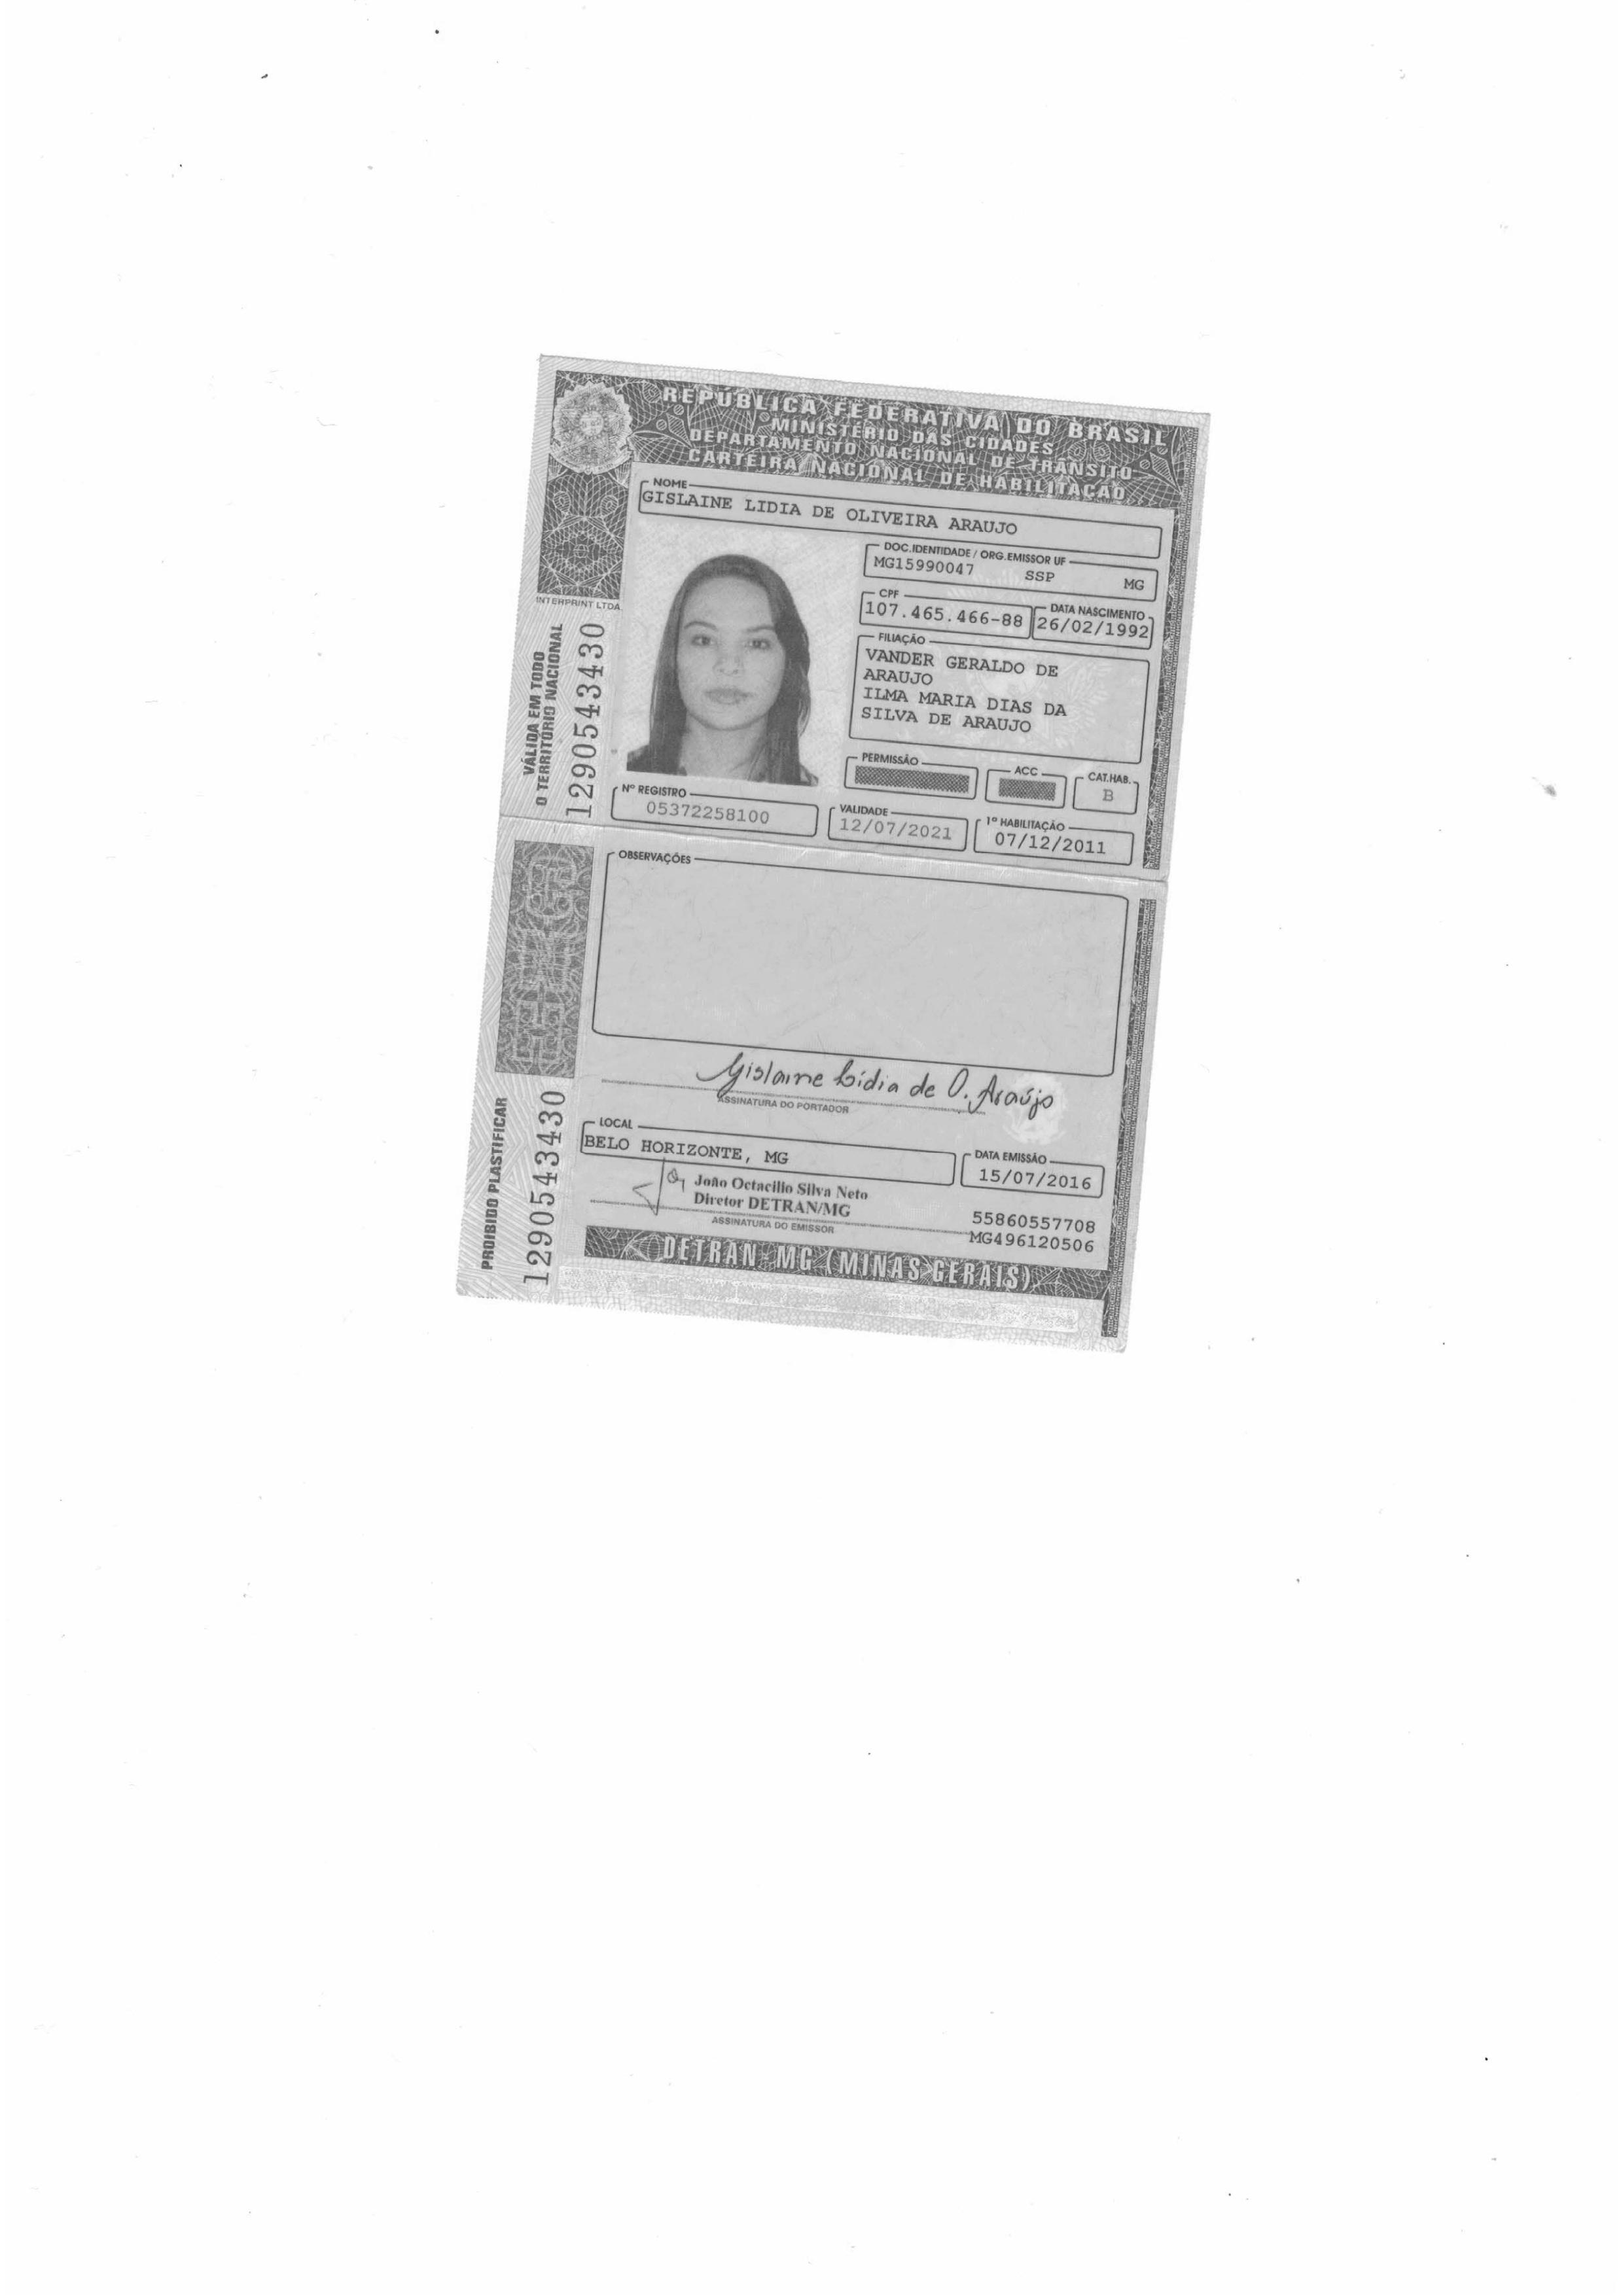 REPÚBLICA FEDERATIVA DO BRASIL
MINISTÉRIO DAS CIDADES
DEPARTAMENTO NACIONAL DE TRÂNSITO
CARTEIRA NACIONAL DE HABILITAÇÃO
NOME
GISLAINE LIDIA DE OLIVEIRA ARAUJO
DOC. IDENTIDADE / ORG. EMISSOR UF
MG15990047 SSP MG
CPF
107.465.466-88
DATA NASCIMENTO
26/02/1992
FILIAÇÃO
VANDER GERALDO DE
ARAUJO
ILMA MARIA DIAS DA
SILVA DE ARAUJO
PERMISSÃO
ACC
CAT.HAB.
B
Nº REGISTRO
05372258100
VALIDADE
12/07/2021
1º HABILITAÇÃO
07/12/2011
INTERPRINT LTDA
VÁLIDA EM TODO
O TERRITÓRIO NACIONAL
1290543430
OBSERVAÇÕES
Gislaine Lídia de O. Araújo
ASSINATURA DO PORTADOR
LOCAL
BELO HORIZONTE, MG
DATA EMISSÃO
15/07/2016
João Octacílio Silva Neto
Diretor DETRAN/MG
ASSINATURA DO EMISSOR
55860557708
MG496120506
DETRAN-MG (MINAS GERAIS)
PROIBIDO PLASTIFICAR
1290543430